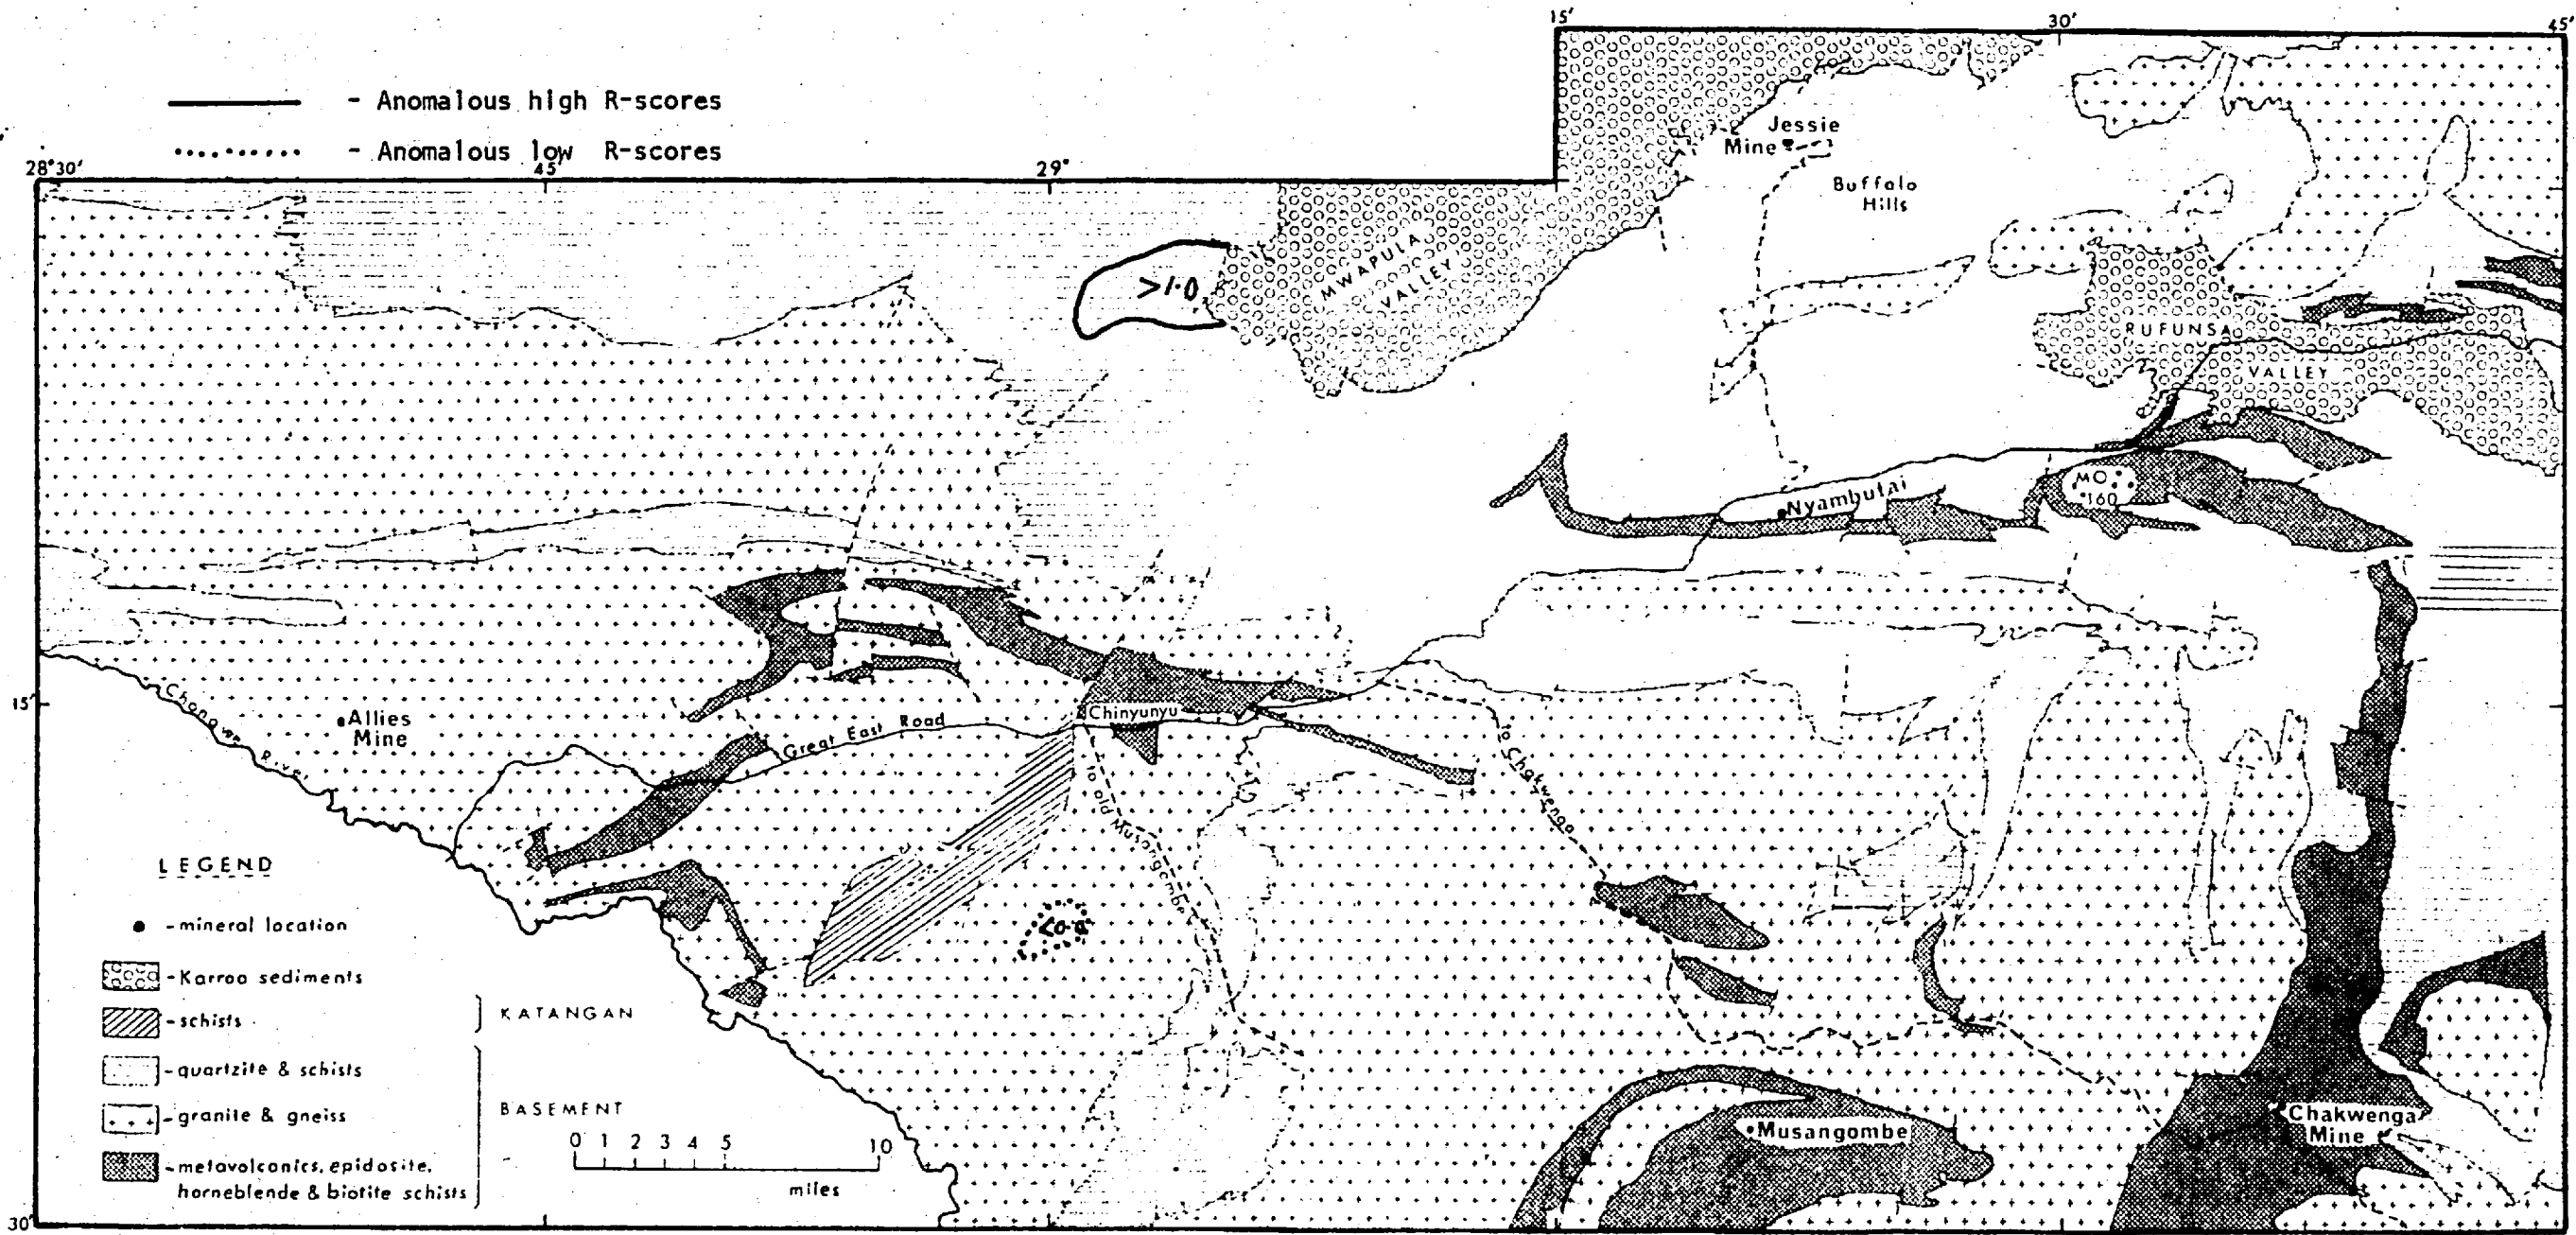 15'
30'
45'
- Anomalous high R-scores
- Anomalous low R-scores
28°30'
45'
29°
Jessie
Mine
Buffalo
Hills
>1.0
MWAPULA
VALLEY
RUFUNSA
VALLEY
MO
160
Nyambutai
15'
Chongwe River
Allies
Mine
Great East Road
Chinyunyu
to old Musangombe
to Chakwenga
LEGEND
- mineral location
- Karroo sediments
- schists
KATANGAN
- quartzite & schists
- granite & gneiss
BASEMENT
- metavolcanics, epidosite,
horneblende & biotite schists
0 1 2 3 4 5 10
miles
Musangombe
Chakwenga
Mine
30'